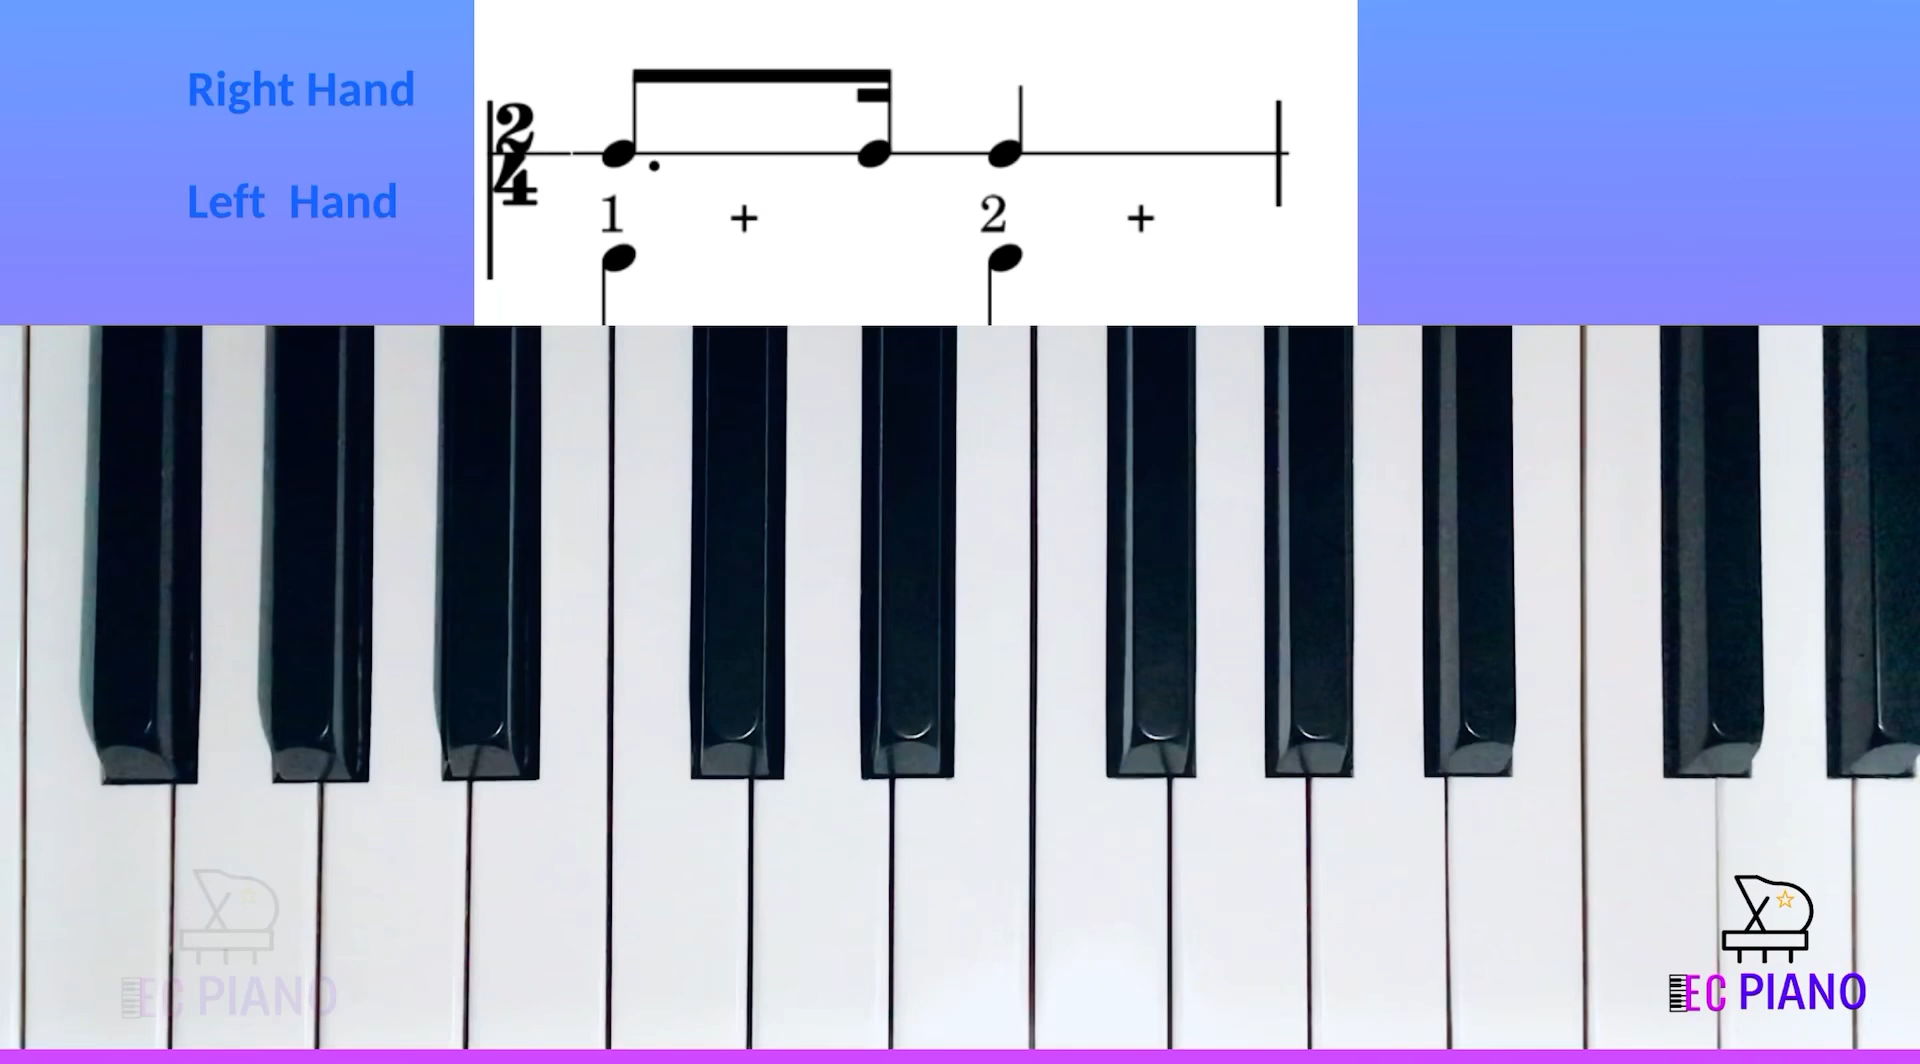 Right Hand
Left Hand
2
4
1 + 2 +
EC PIANO
EC PIANO